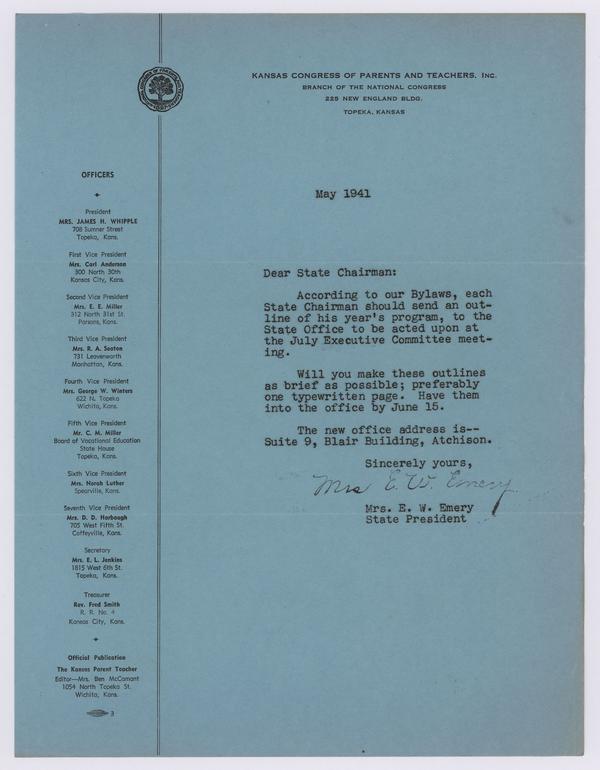 KANSAS CONGRESS OF PARENTS AND TEACHERS, INC.
BRANCH OF THE NATIONAL CONGRESS
225 NEW ENGLAND BLDG.
TOPEKA, KANSAS
OFFICERS
President
MRS. JAMES H. WHIPPLE
708 Sumner Street
Topeka, Kans.
First Vice President
Mrs. Carl Anderson
300 North 30th
Kansas City, Kans.
Second Vice President
Mrs. E. E. Miller
312 North 31st St.
Parsons, Kans.
Third Vice President
Mrs. R. A. Seaton
731 Leavenworth
Manhattan, Kans.
Fourth Vice President
Mrs. George W. Winters
622 N. Topeka
Wichita, Kans.
Fifth Vice President
Mr. C. M. Miller
Board of Vocational Education
State House
Topeka, Kans.
Sixth Vice President
Mrs. Norah Luther
Spearville, Kans.
Seventh Vice President
Mrs. D. D. Harbaugh
705 West Fifth St.
Coffeyville, Kans.
Secretary
Mrs. E. L. Jenkins
1815 West 6th St.
Topeka, Kans.
Treasurer
Rev. Fred Smith
R. R. No. 4
Kansas City, Kans.
Official Publication
The Kansas Parent Teacher
Editor—Mrs. Ben McCamant
1054 North Topeka St.
Wichita, Kans.
3
May 1941
Dear State Chairman:
According to our Bylaws, each
State Chairman should send an out-
line of his year's program, to the
State Office to be acted upon at
the July Executive Committee meet-
ing.
Will you make these outlines
as brief as possible; preferably
one typewritten page. Have them
into the office by June 15.
The new office address is--
Suite 9, Blair Building, Atchison.
Sincerely yours,
Mrs E. W. Emery
Mrs. E. W. Emery
State President